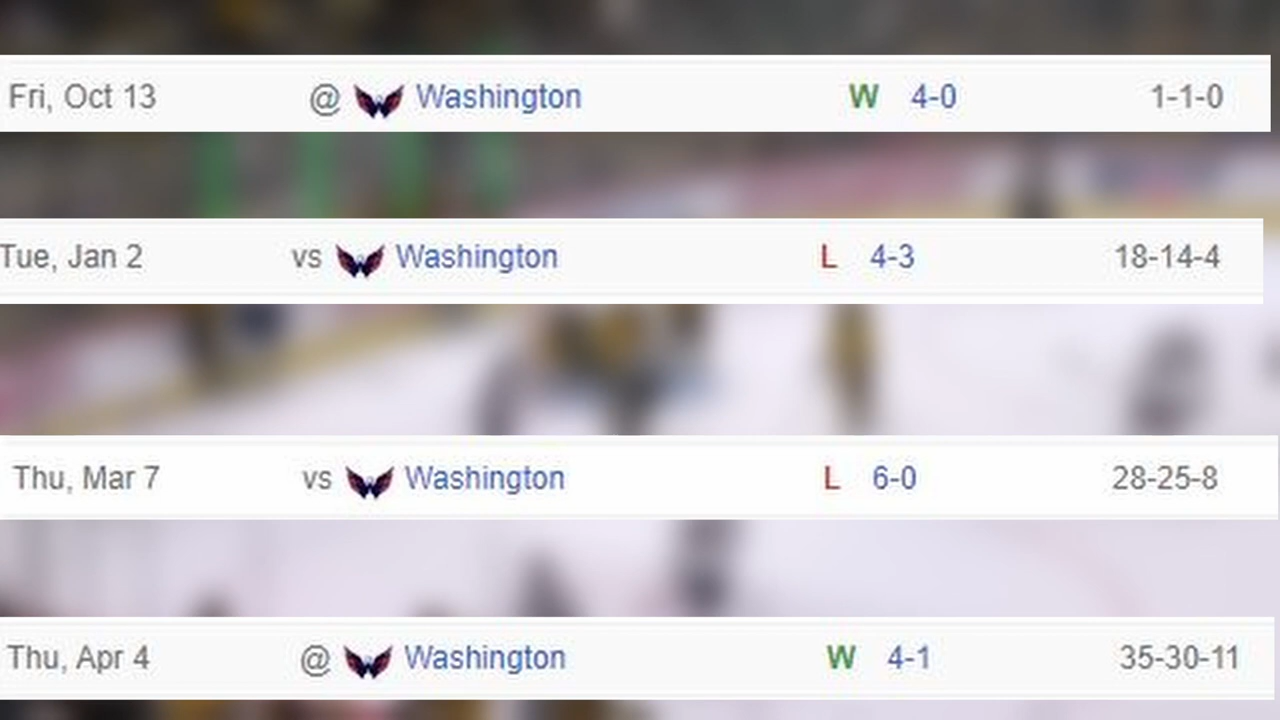 Fri, Oct 13 @ Washington W 4-0 1-1-0
Tue, Jan 2 vs Washington L 4-3 18-14-4
Thu, Mar 7 vs Washington L 6-0 28-25-8
Thu, Apr 4 @ Washington W 4-1 35-30-11